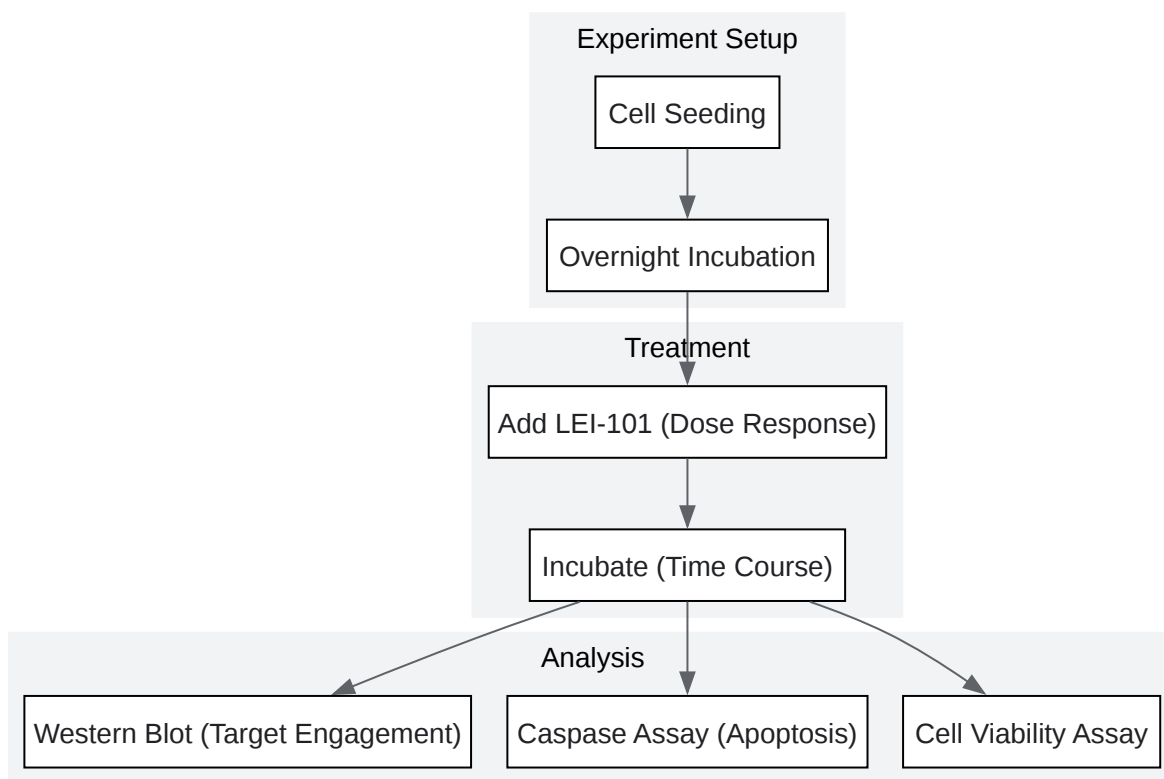 Experiment Setup
Cell Seeding
Overnight Incubation
Treatment
Add LEI-101 (Dose Response)
Incubate (Time Course)
Analysis
Western Blot (Target Engagement)
Caspase Assay (Apoptosis)
Cell Viability Assay